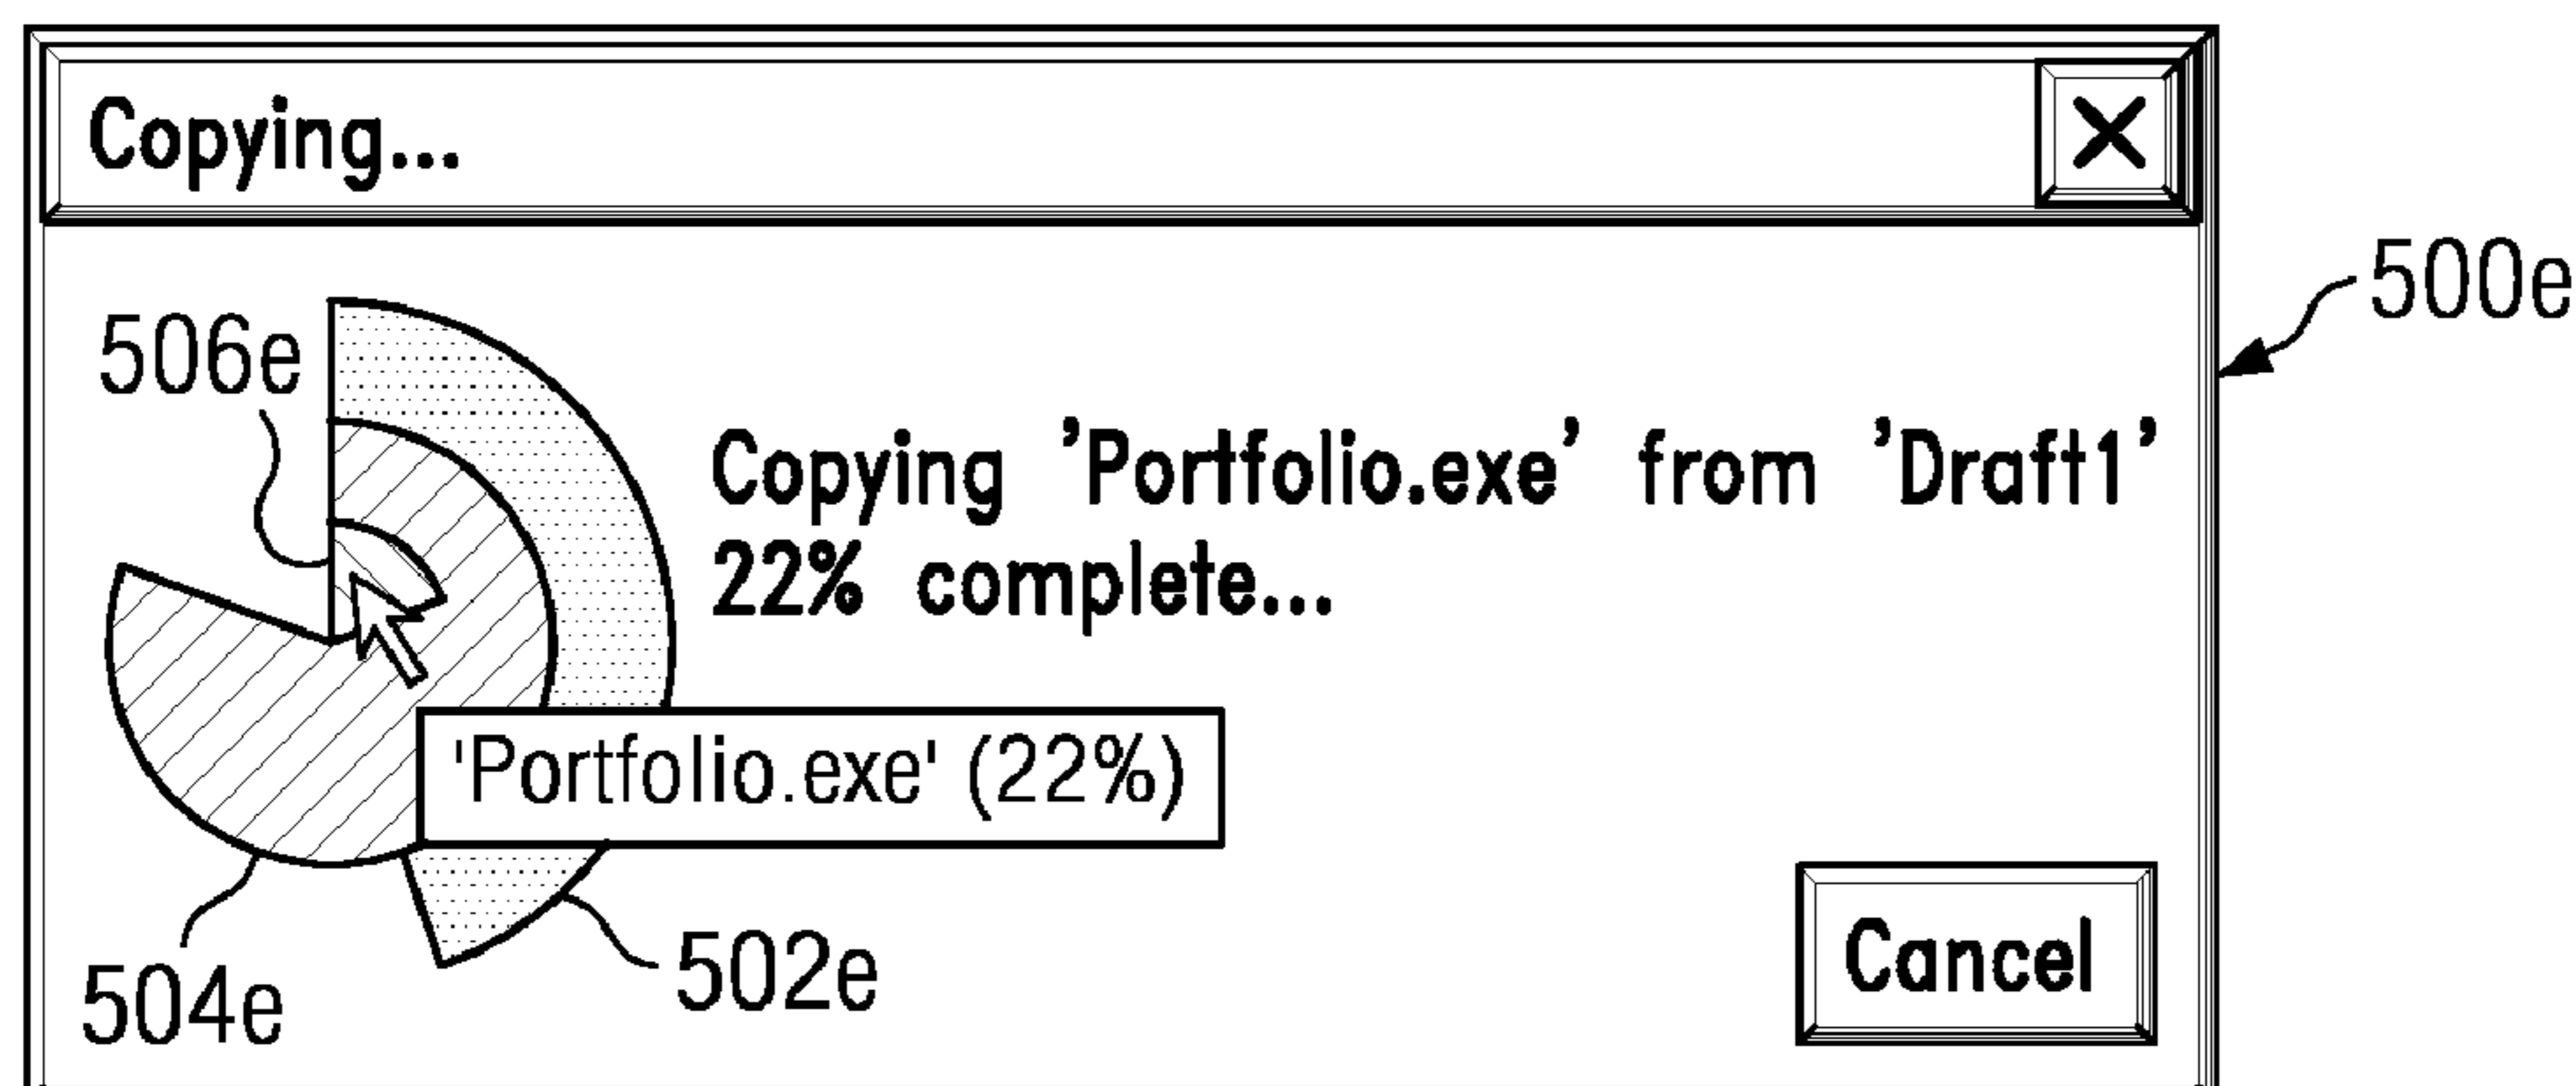 Copying...
500e
506e
Copying 'Portfolio.exe' from 'Draft1'
22% complete...
'Portfolio.exe' (22%)
504e
502e
Cancel